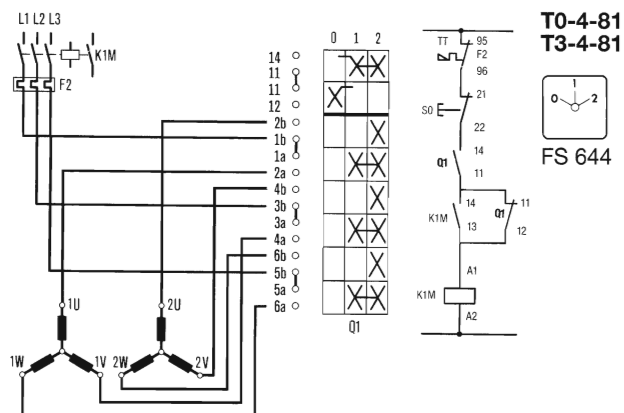 L1 L2 L3
K1M
F2
0 1 2
14
11
11
12
2b
1b
1a
2a
4b
3b
3a
4a
6b
5b
5a
6a
Q1
1U
2U
1W
1V
2W
2V
TT
95
F2
96
S0
21
22
Q1
14
11
K1M
14
13
Q1
11
12
A1
K1M
A2
T0-4-81
T3-4-81
0 1 2
FS 644